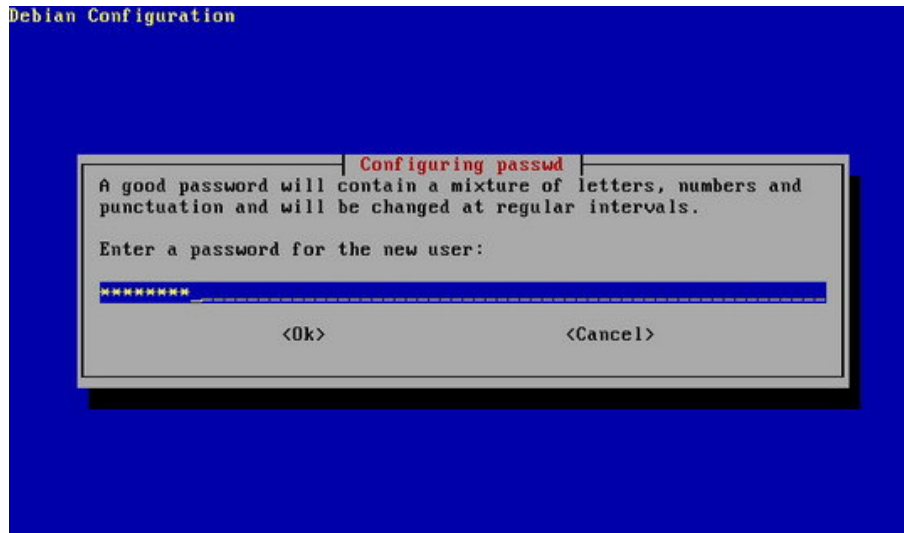 Debian Configuration
Configuring passwd
A good password will contain a mixture of letters, numbers and
punctuation and will be changed at regular intervals.
Enter a password for the new user:
********
<Ok> <Cancel>